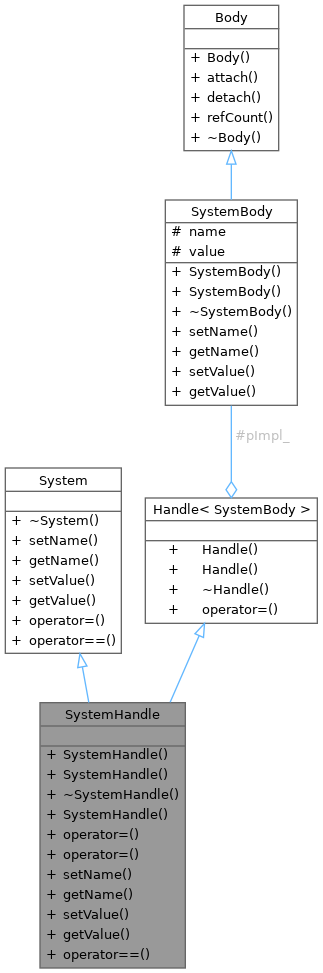 Body
+ Body()
+ attach()
+ detach()
+ refCount()
+ ~Body()
SystemBody
# name
# value
+ SystemBody()
+ SystemBody()
+ ~SystemBody()
+ setName()
+ getName()
+ setValue()
+ getValue()
#pImpl_
System
+ ~System()
+ setName()
+ getName()
+ setValue()
+ getValue()
+ operator=()
+ operator==()
Handle< SystemBody >
+ Handle()
+ Handle()
+ ~Handle()
+ operator=()
SystemHandle
+ SystemHandle()
+ SystemHandle()
+ ~SystemHandle()
+ SystemHandle()
+ operator=()
+ operator=()
+ setName()
+ getName()
+ setValue()
+ getValue()
+ operator==()